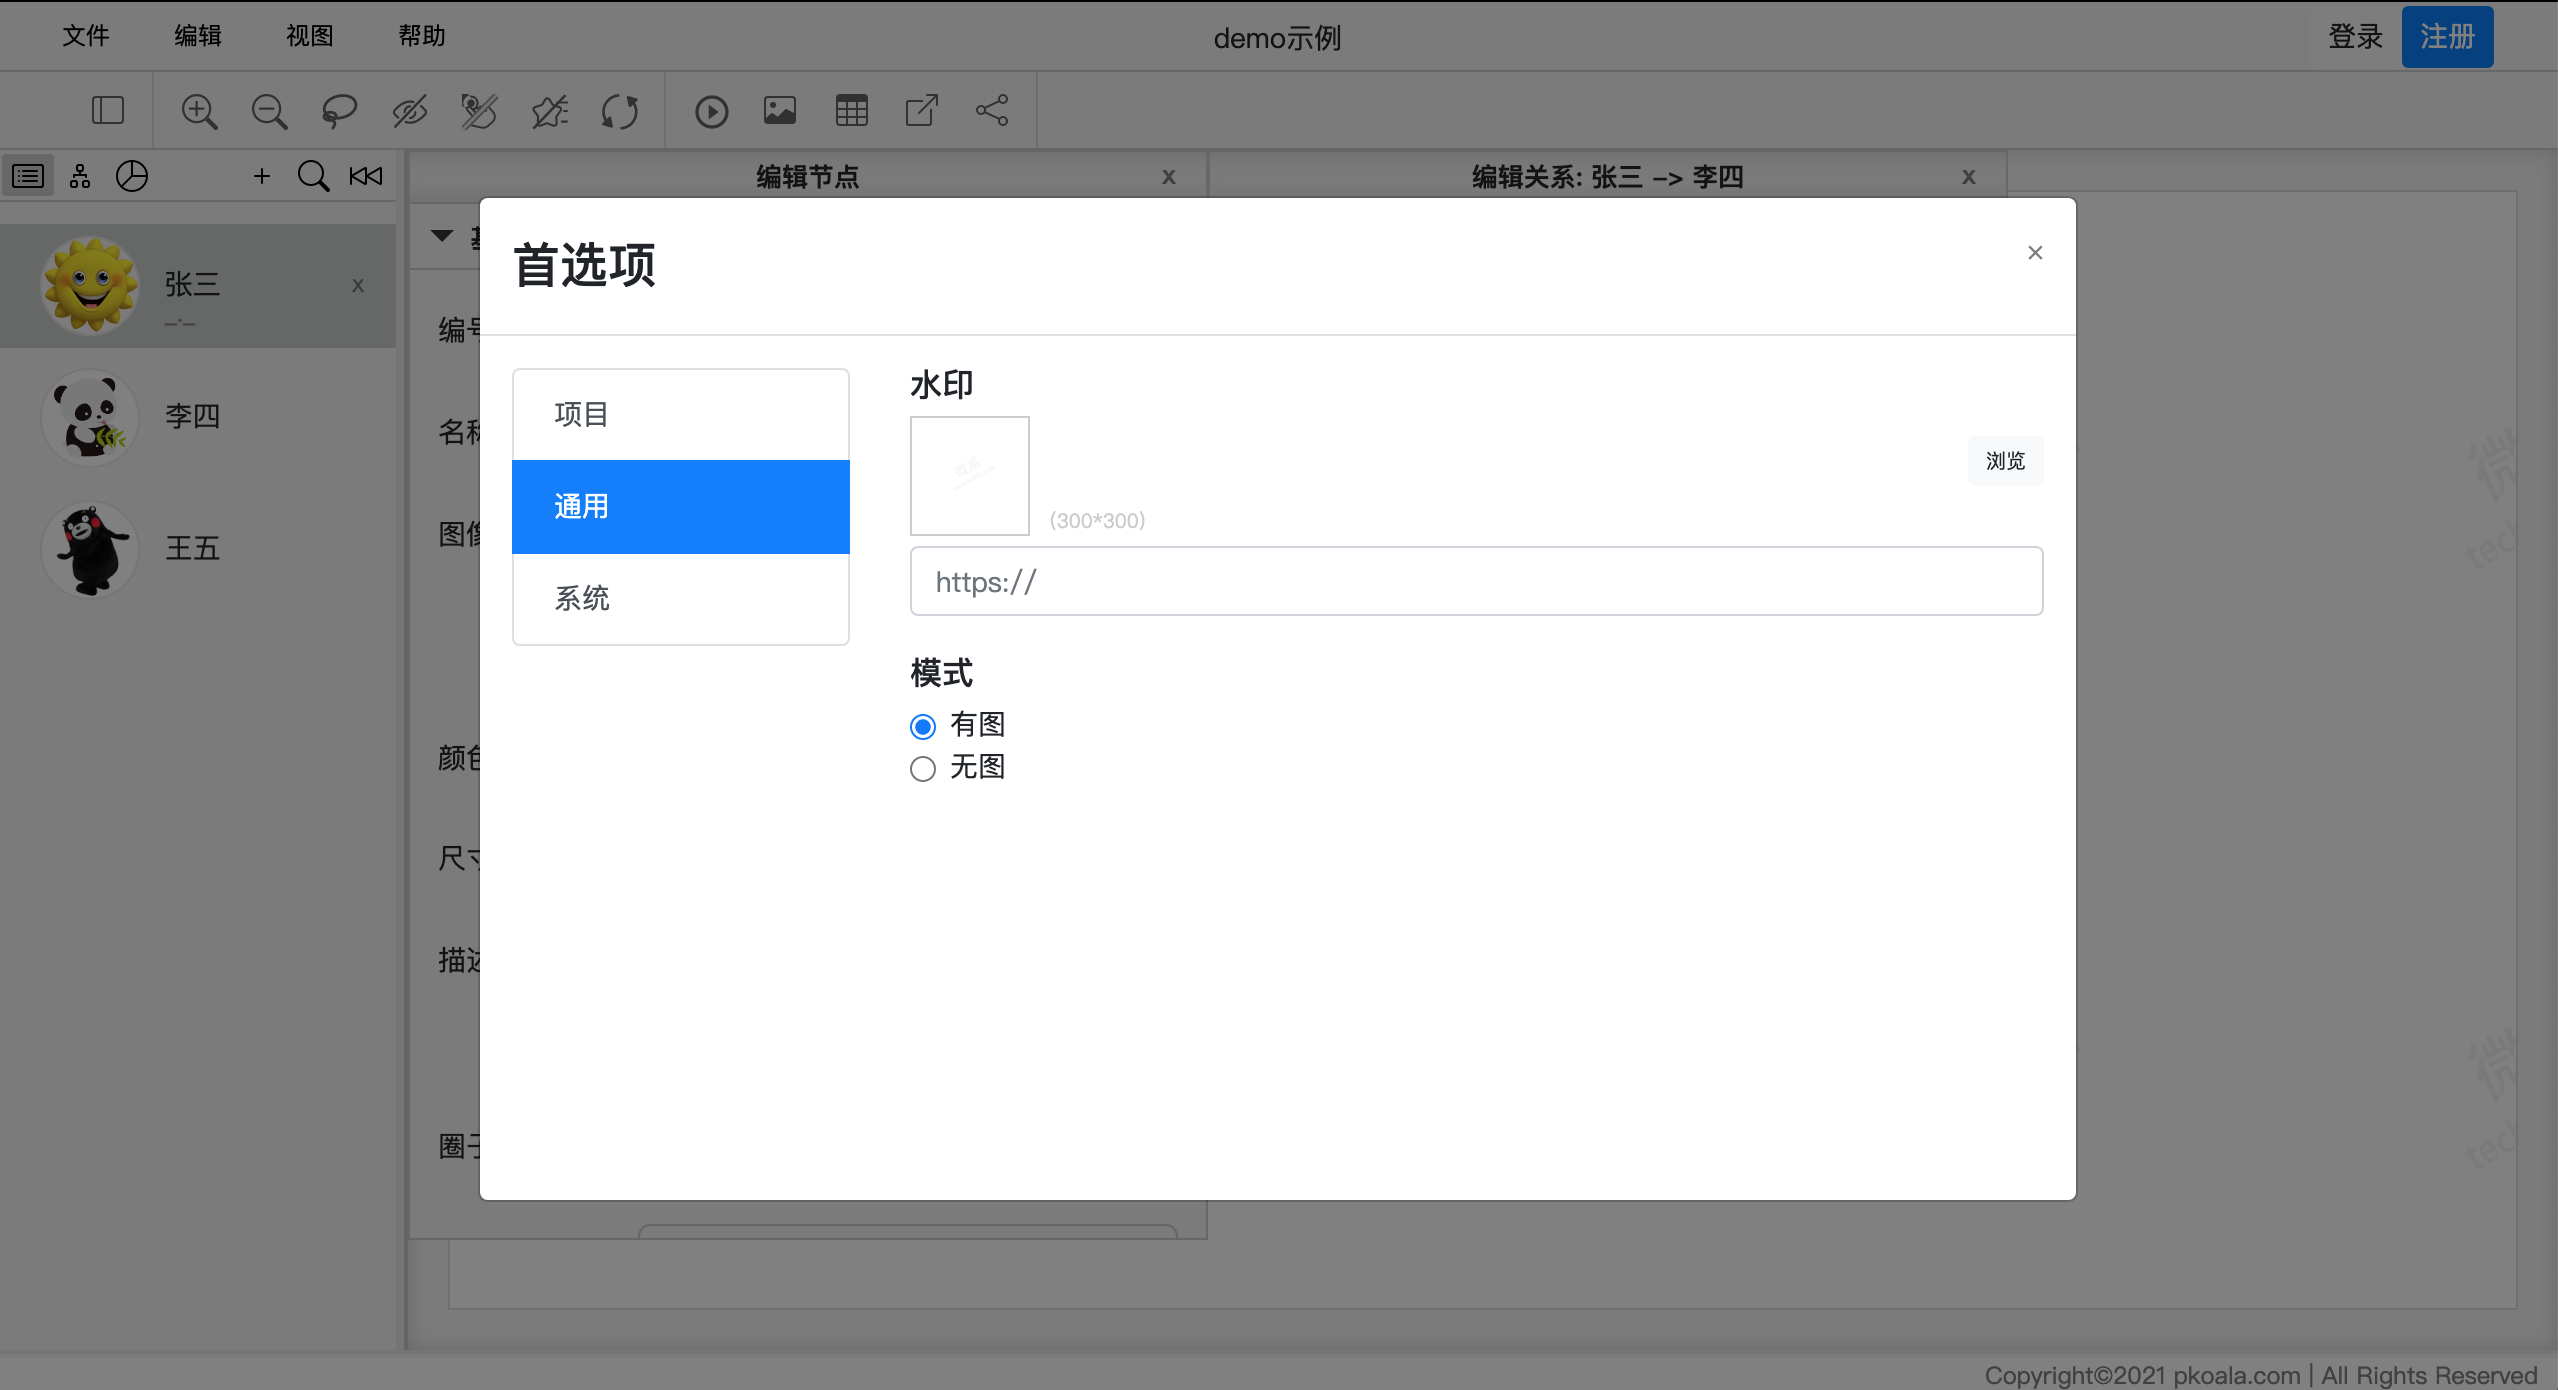 文件 编辑 视图 帮助 demo示例 登录 注册
编辑节点 x 编辑关系: 张三 –> 李四 x
张三 x
李四
王五
首选项 ×
项目
通用
系统
水印
浏览
(300*300)
https://
模式
有图
无图
编号
名称
图像
颜色
尺寸
描述
圈子
微
tech
微
tech
Copyright©2021 pkoala.com | All Rights Reserved